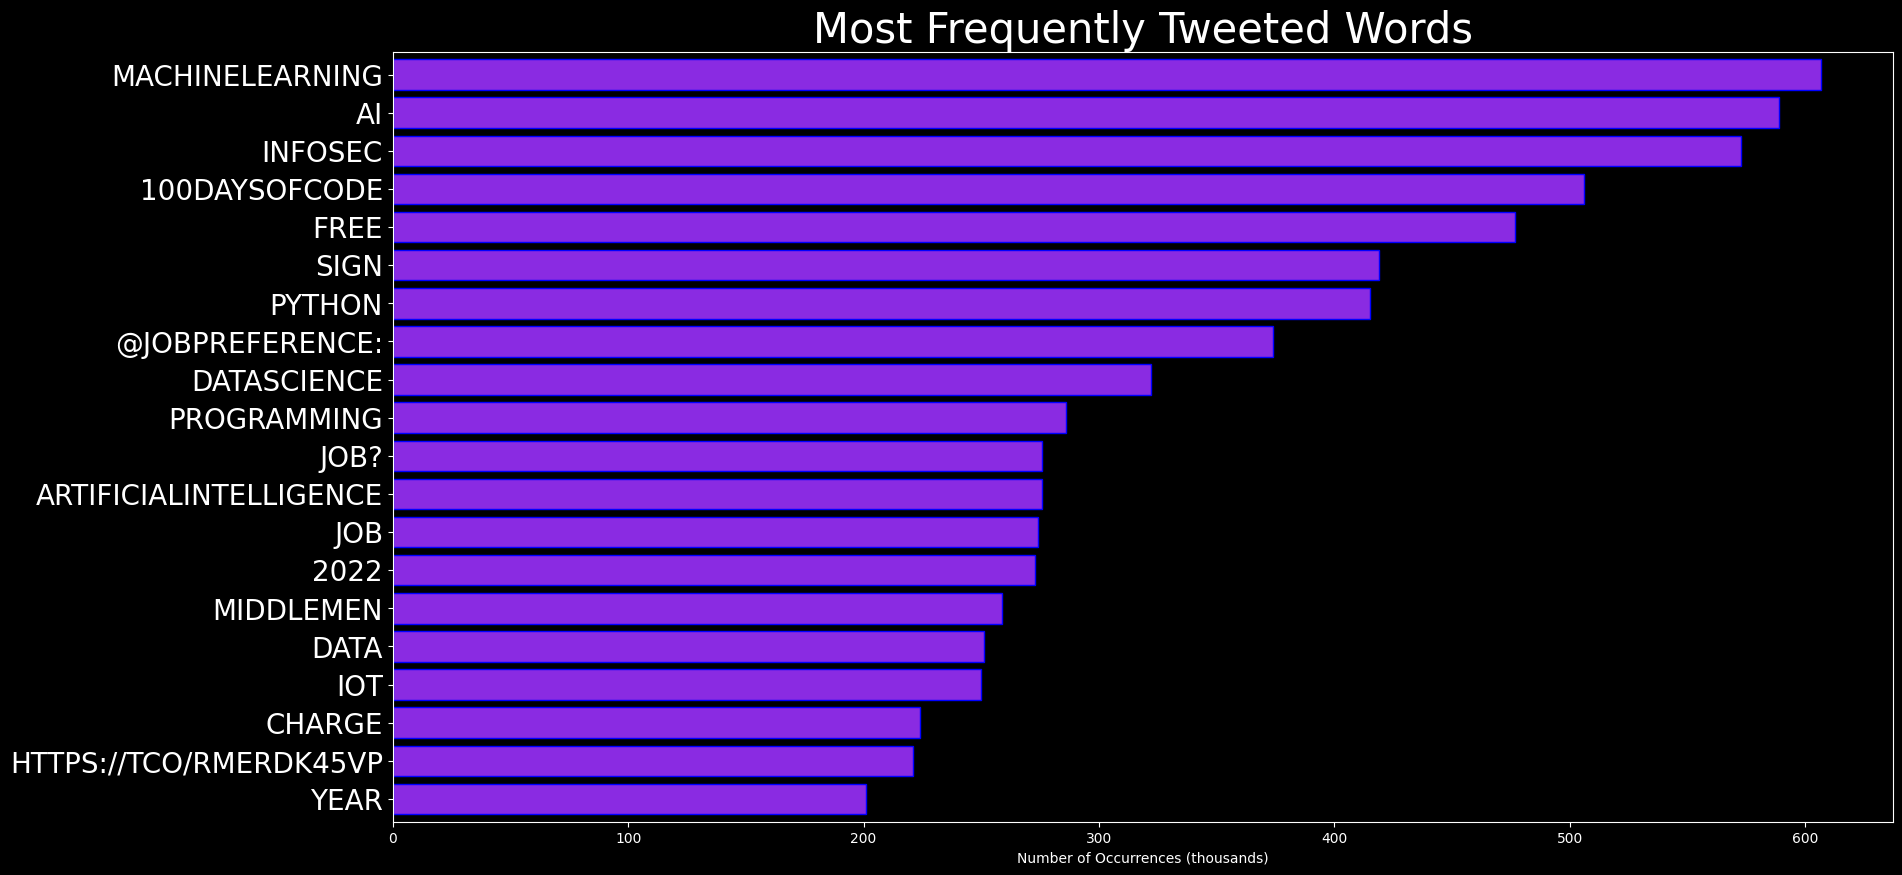 Most Frequently Tweeted Words
MACHINELEARNING
AI
INFOSEC
100DAYSOFCODE
FREE
SIGN
PYTHON
@JOBPREFERENCE:
DATASCIENCE
PROGRAMMING
JOB?
ARTIFICIALINTELLIGENCE
JOB
2022
MIDDLEMEN
DATA
IOT
CHARGE
HTTPS://TCO/RMERDK45VP
YEAR
0 100 200 300 400 500 600
Number of Occurrences (thousands)